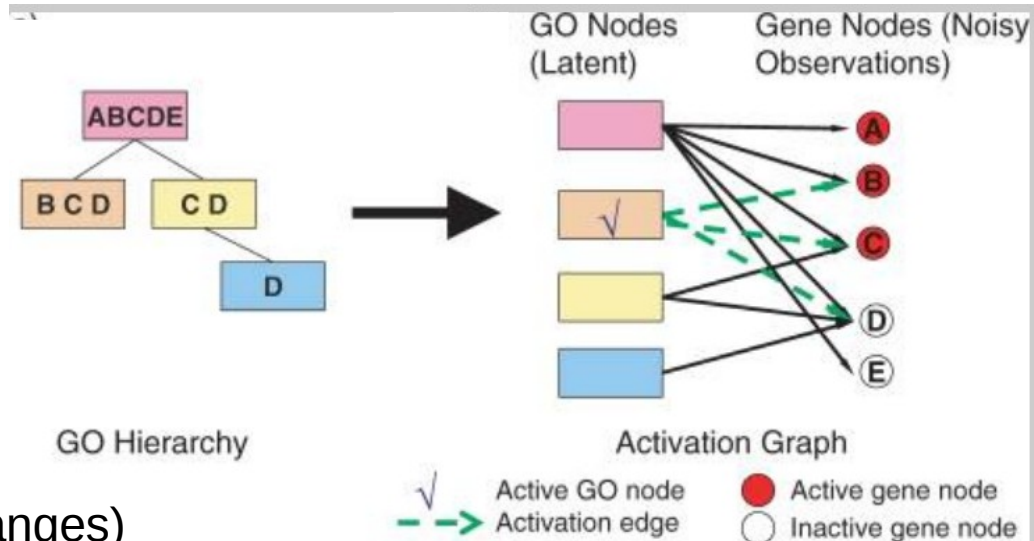 GO Nodes
(Latent)
Gene Nodes (Noisy
Observations)
ABCDE
B C D
C D
D
√
A
B
C
D
E
GO Hierarchy
Activation Graph
√ Active GO node
Activation edge
Active gene node
Inactive gene node
anges)